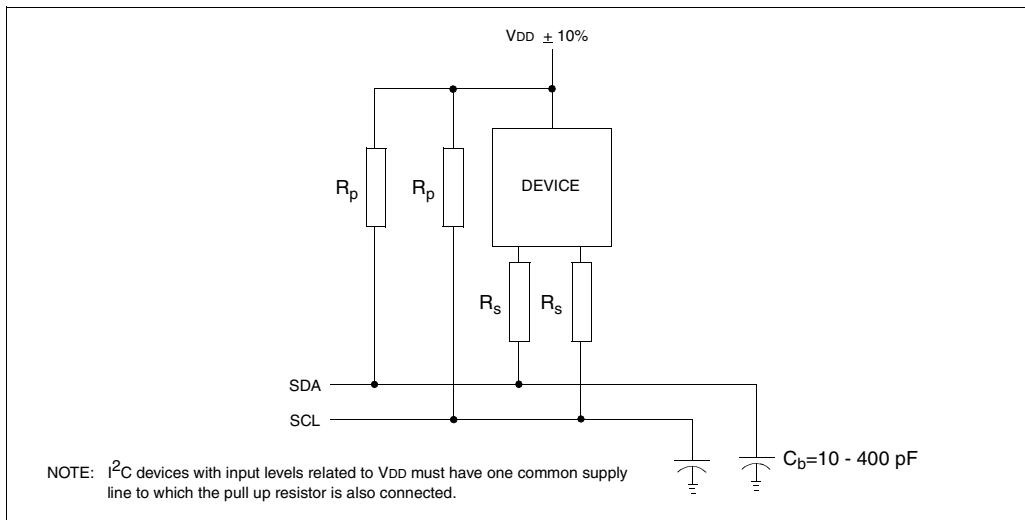 VDD ± 10%
Rp Rp DEVICE
Rs Rs
SDA
SCL
Cb=10 - 400 pF
NOTE: I2C devices with input levels related to VDD must have one common supply
line to which the pull up resistor is also connected.